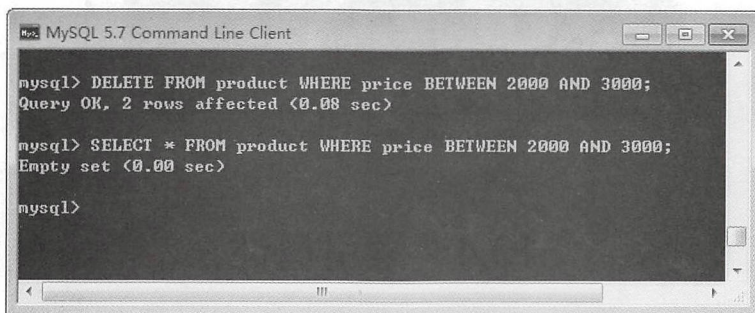 MySQL 5.7 Command Line Client
mysql> DELETE FROM product WHERE price BETWEEN 2000 AND 3000;
Query OK, 2 rows affected (0.08 sec)
mysql> SELECT * FROM product WHERE price BETWEEN 2000 AND 3000;
Empty set (0.00 sec)
mysql>